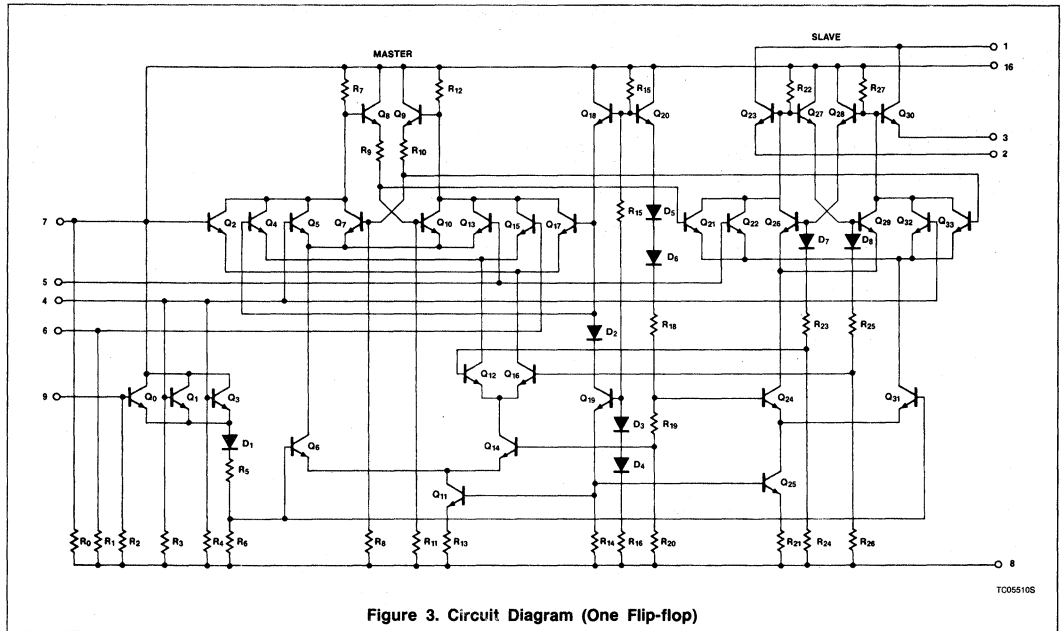 MASTER
SLAVE
1
16
R7
R12
R15
R22
R27
Q8
Q9
Q18
Q20
Q23
Q27
Q28
Q30
3
2
R9
R10
7
Q2
Q4
Q5
Q7
Q10
Q13
Q15
Q17
R15
D5
Q21
Q22
Q26
Q29
Q32
Q33
D7
D8
D6
5
4
6
D2
R18
R23
R25
9
Q0
Q1
Q3
Q12
Q16
Q19
Q24
Q31
D1
Q6
Q14
D3
R19
R5
D4
Q11
Q25
R0
R1
R2
R3
R4
R6
R8
R11
R13
R14
R16
R20
R21
R24
R26
8
TC05510S
Figure 3. Circuit Diagram (One Flip-flop)